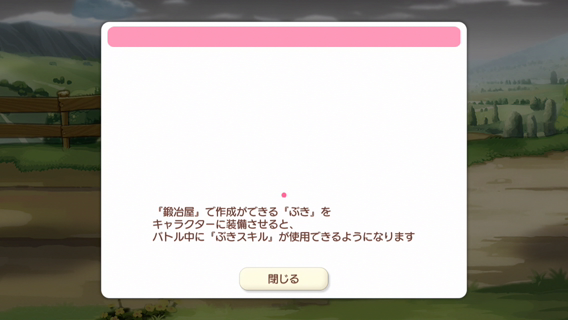 「鍛冶屋」で作成ができる「ぶき」を
キャラクターに装備させると、
バトル中に「ぶきスキル」が使用できるようになります
閉じる